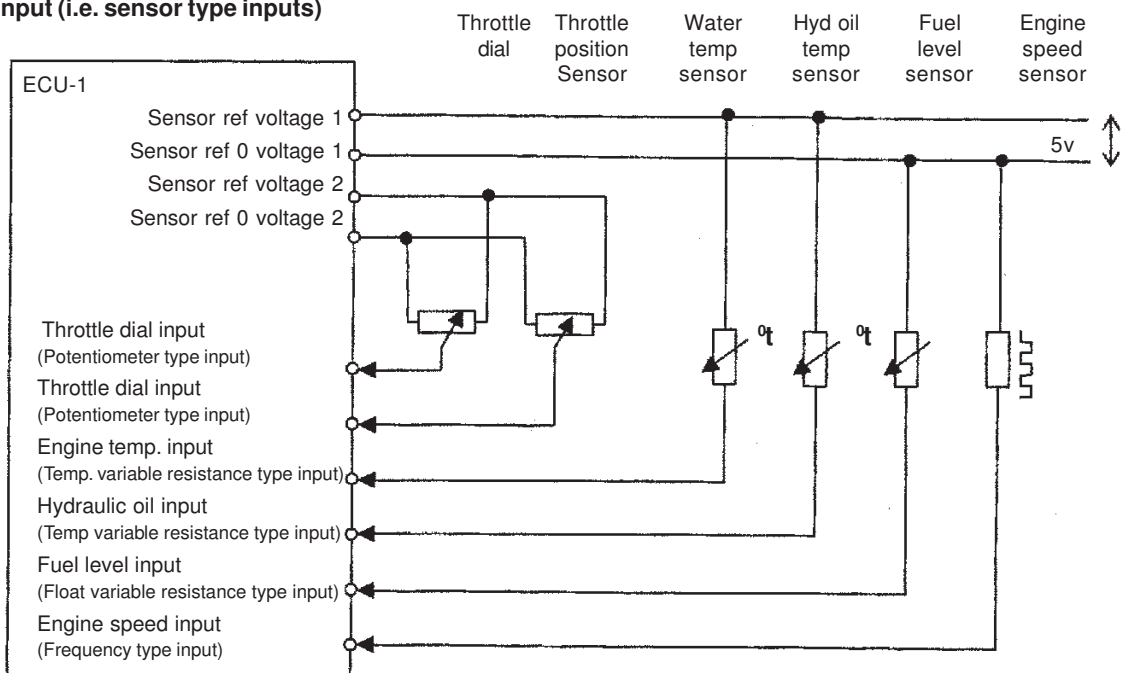 nput (i.e. sensor type inputs)
Throttle dial
Throttle position Sensor
Water temp sensor
Hyd oil temp sensor
Fuel level sensor
Engine speed sensor
ECU-1
Sensor ref voltage 1
Sensor ref 0 voltage 1
Sensor ref voltage 2
Sensor ref 0 voltage 2
5v
Throttle dial input
(Potentiometer type input)
Throttle dial input
(Potentiometer type input)
Engine temp. input
(Temp. variable resistance type input)
Hydraulic oil input
(Temp variable resistance type input)
Fuel level input
(Float variable resistance type input)
Engine speed input
(Frequency type input)
⁰t
⁰t